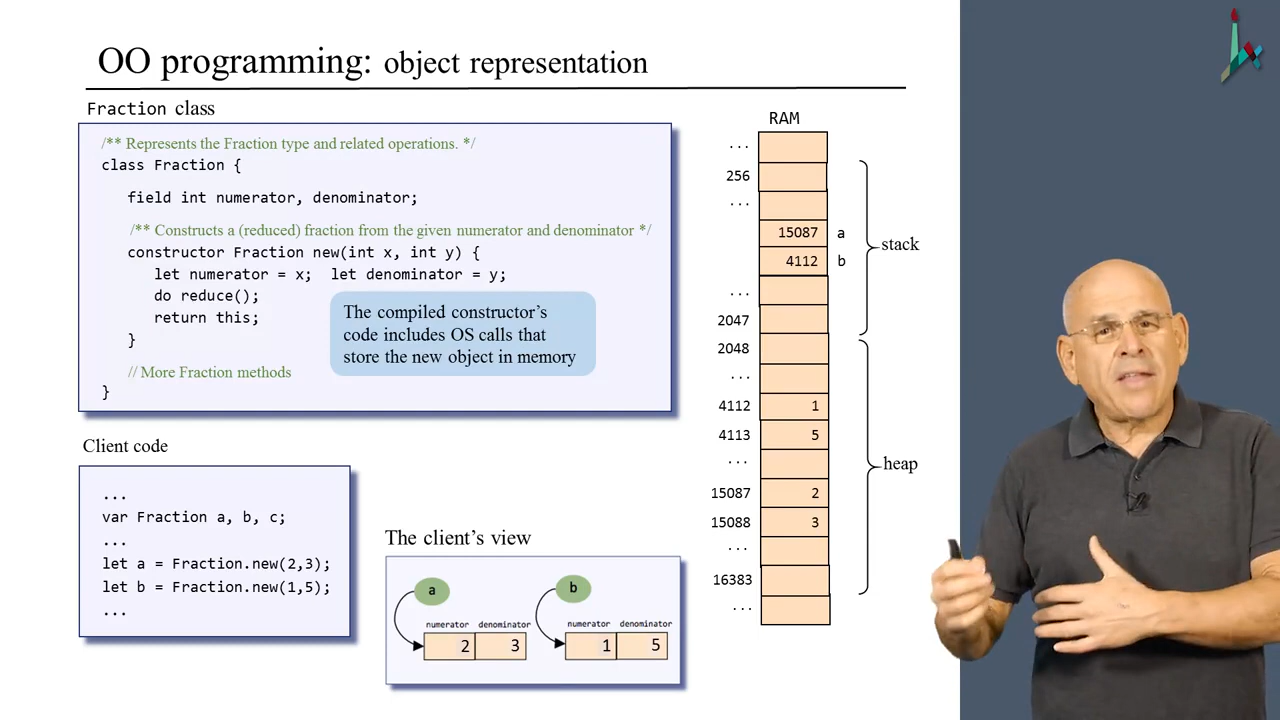 OO programming: object representation
Fraction class
/** Represents the Fraction type and related operations. */
class Fraction {
field int numerator, denominator;
/** Constructs a (reduced) fraction from the given numerator and denominator */
constructor Fraction new(int x, int y) {
let numerator = x; let denominator = y;
do reduce();
return this;
}
// More Fraction methods
}
The compiled constructor's
code includes OS calls that
store the new object in memory
Client code
...
var Fraction a, b, c;
...
let a = Fraction.new(2,3);
let b = Fraction.new(1,5);
...
The client's view
a
numerator denominator
2 3
b
numerator denominator
1 5
RAM
...
256
...
15087 a
4112 b
...
2047
2048
...
4112 1
4113 5
...
15087 2
15088 3
...
16383
...
stack
heap